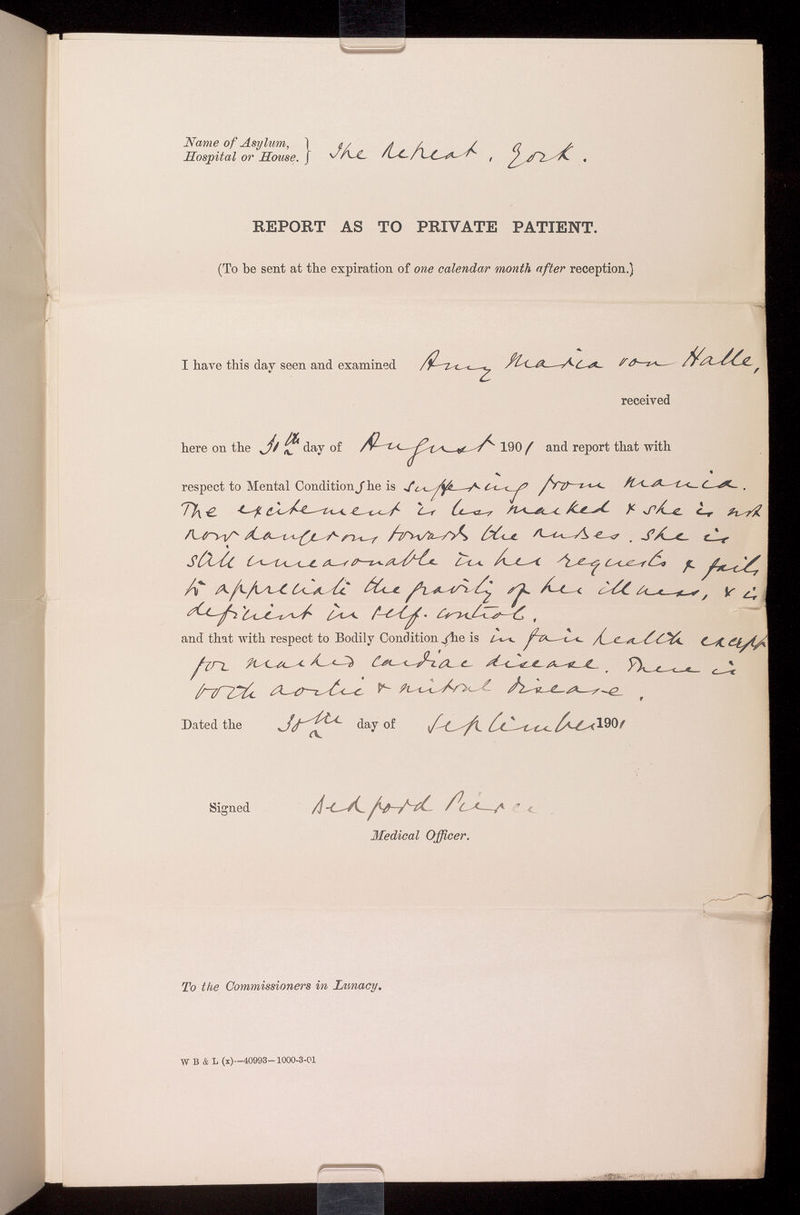 Name of Asylum, } The Retreat, York.
Hospital or House. }
REPORT AS TO PRIVATE PATIENT.
(To be sent at the expiration of one calendar month after reception.)
I have this day seen and examined Amy Maria von Halle,
received
here on the 31th day of August 1901 and report that with
respect to Mental Condition she is suffering from mania.
The excitement is less marked & she is not
now dangerous towards the nurses. She is
still unreasonable in her requests & fails
to appreciate the gravity of her illness, & is
deficient in self-control.
and that with respect to Bodily Condition she is in fair health except
for marked cardiac disease. There is
both aortic & mitral disease.
Dated the 30th day of September 1901
Signed Bedford Pierce
Medical Officer.
To the Commissioners in Lunacy.
W B & L (x)—40993—1000-3-01